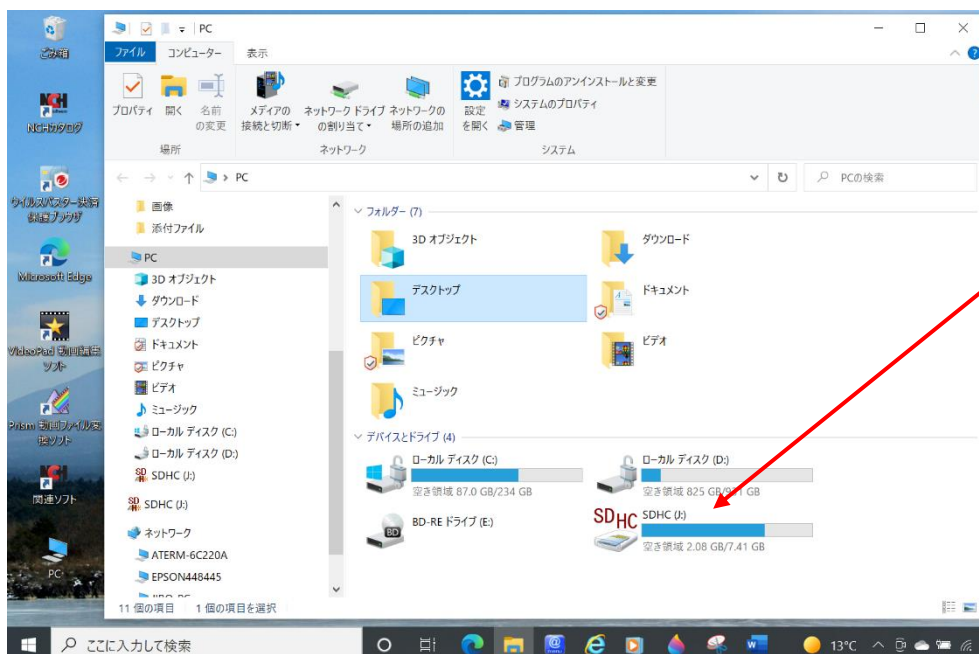 PC
ファイル コンピューター 表示
プロパティ 開く 名前の変更 メディアの接続と切断 ネットワーク ドライブの割り当て ネットワークの場所の追加 設定を開く
プログラムのアンインストールと変更
システムのプロパティ
管理
場所 ネットワーク システム
PC
PCの検索
画像
添付ファイル
PC
3D オブジェクト
ダウンロード
デスクトップ
ドキュメント
ピクチャ
ビデオ
ミュージック
ローカル ディスク (C:)
ローカル ディスク (D:)
SDHC (J:)
SDHC (J:)
ネットワーク
ATERM-6C220A
EPSON448445
フォルダー (7)
3D オブジェクト
ダウンロード
デスクトップ
ドキュメント
ピクチャ
ビデオ
ミュージック
デバイスとドライブ (4)
ローカル ディスク (C:)
空き領域 87.0 GB/234 GB
ローカル ディスク (D:)
空き領域 825 GB/
BD-RE ドライブ (E:)
BD
SDHC
SDHC (J:)
空き領域 2.08 GB/7.41 GB
11 個の項目 1 個の項目を選択
ごみ箱
NCH
NCHカタログ
Microsoft Edge
VideoPad 動画編集
ソフト
Prism 動画ファイル変
換ソフト
NCH
関連ソフト
PC
ここに入力して検索
13°C